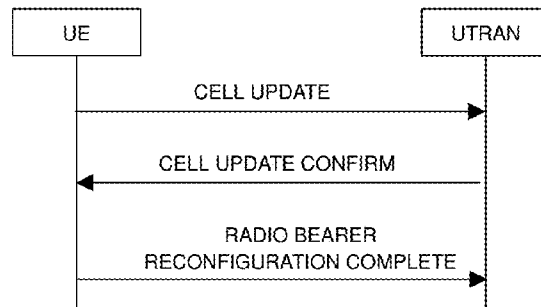 UE
UTRAN
CELL UPDATE
CELL UPDATE CONFIRM
RADIO BEARER
RECONFIGURATION COMPLETE